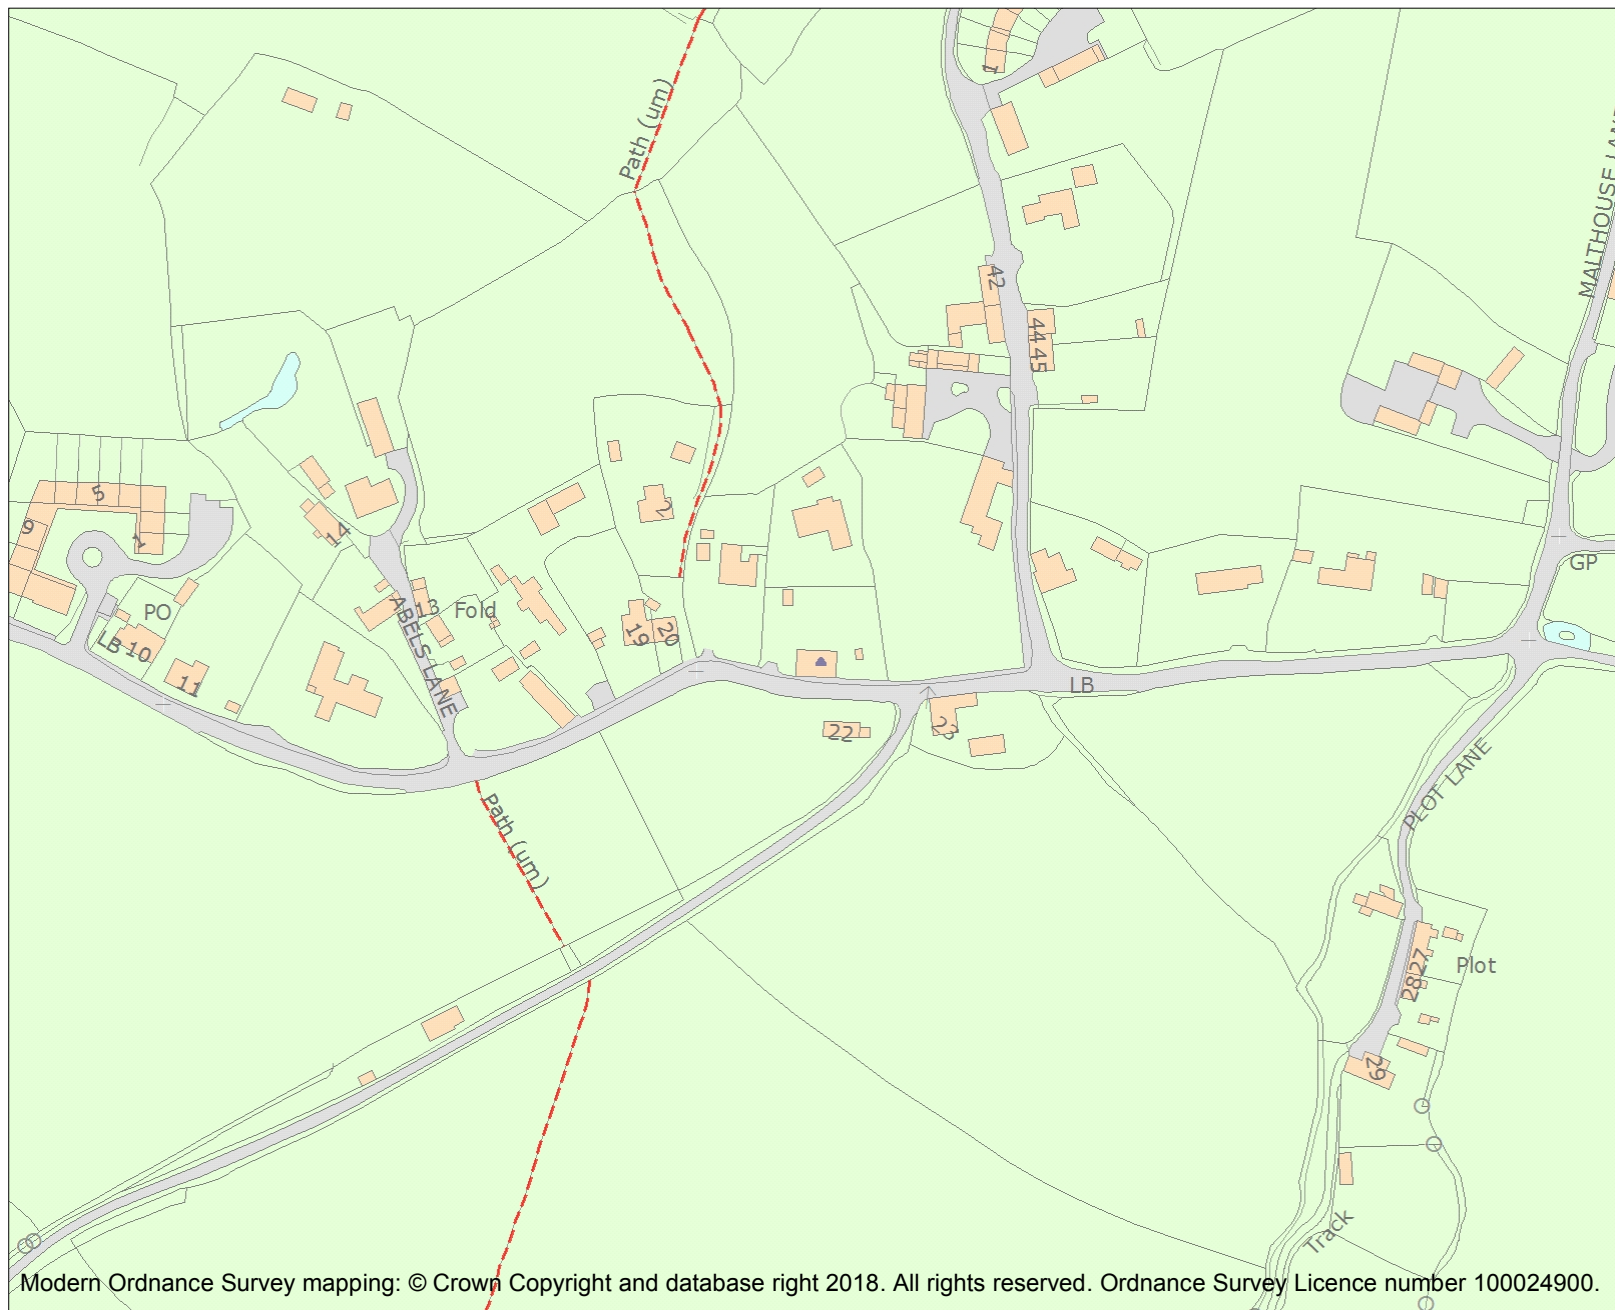 1
Path (um)
MALTHOUSE LANE
42
44
45
5
9
1
2
14
GP
PO
13
Fold
ABELS LANE
19
20
LB
10
11
LB
22
23
PLOT LANE
Path (um)
27
28
Plot
29
Track
Modern Ordnance Survey mapping: © Crown Copyright and database right 2018. All rights reserved. Ordnance Survey Licence number 100024900.